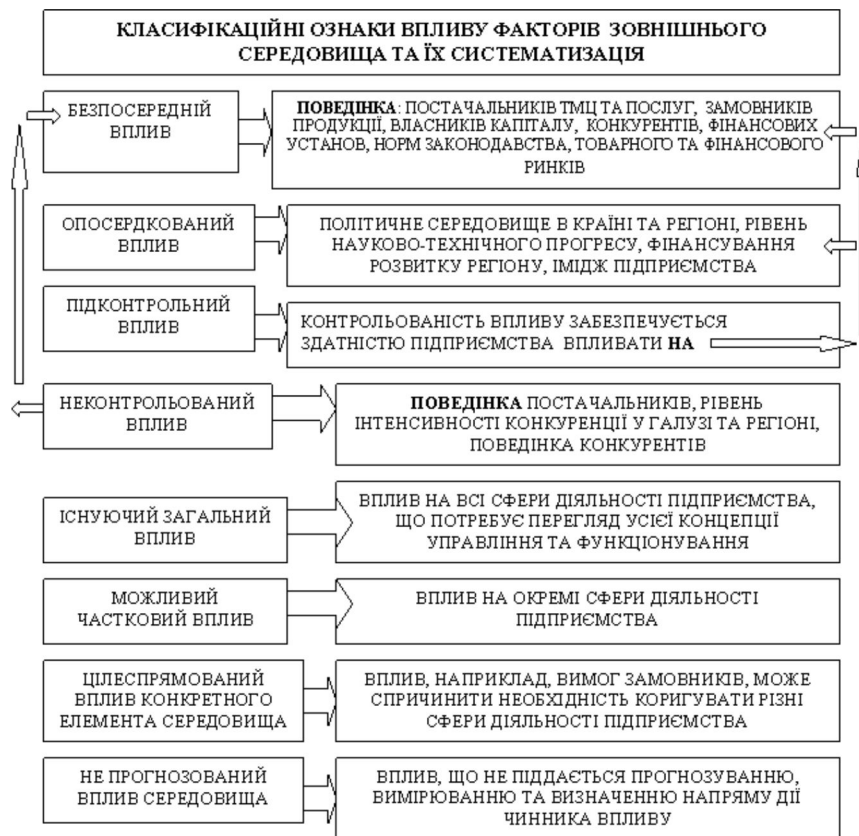 КЛАСИФІКАЦІЙНІ ОЗНАКИ ВПЛИВУ ФАКТОРІВ ЗОВНІШНЬОГО
СЕРЕДОВИЩА ТА ЇХ СИСТЕМАТИЗАЦІЯ
БЕЗПОСЕРЕДНІЙ
ВПЛИВ
ПОВЕДІНКА: ПОСТАЧАЛЬНИКІВ ТМЦ ТА ПОСЛУГ, ЗАМОВНИКІВ
ПРОДУКЦІЇ, ВЛАСНИКІВ КАПІТАЛУ, КОНКУРЕНТІВ, ФІНАНСОВИХ
УСТАНОВ, НОРМ ЗАКОНОДАВСТВА, ТОВАРНОГО ТА ФІНАНСОВОГО
РИНКІВ
ОПОСЕРДКОВАНИЙ
ВПЛИВ
ПОЛІТИЧНЕ СЕРЕДОВИЩЕ В КРАЇНІ ТА РЕГІОНІ, РІВЕНЬ
НАУКОВО-ТЕХНІЧНОГО ПРОГРЕСУ, ФІНАНСУВАННЯ
РОЗВИТКУ РЕГІОНУ, ІМІДЖ ПІДПРИЄМСТВА
ПІДКОНТРОЛЬНИЙ
ВПЛИВ
КОНТРОЛЬОВАНІСТЬ ВПЛИВУ ЗАБЕЗПЕЧУЄТЬСЯ
ЗДАТНІСТЮ ПІДПРИЄМСТВА ВПЛИВАТИ НА
НЕКОНТРОЛЬОВАНИЙ
ВПЛИВ
ПОВЕДІНКА ПОСТАЧАЛЬНИКІВ, РІВЕНЬ
ІНТЕНСИВНОСТІ КОНКУРЕНЦІЇ У ГАЛУЗІ ТА РЕГІОНІ,
ПОВЕДІНКА КОНКУРЕНТІВ
ІСНУЮЧИЙ ЗАГАЛЬНИЙ
ВПЛИВ
ВПЛИВ НА ВСІ СФЕРИ ДІЯЛЬНОСТІ ПІДПРИЄМСТВА,
ЩО ПОТРЕБУЄ ПЕРЕГЛЯД УСІЄЇ КОНЦЕПЦІЇ
УПРАВЛІННЯ ТА ФУНКЦІОНУВАННЯ
МОЖЛИВИЙ
ЧАСТКОВИЙ ВПЛИВ
ВПЛИВ НА ОКРЕМІ СФЕРИ ДІЯЛЬНОСТІ
ПІДПРИЄМСТВА
ЦІЛЕСПРЯМОВАНИЙ
ВПЛИВ КОНКРЕТНОГО
ЕЛЕМЕНТА СЕРЕДОВИЩА
ВПЛИВ, НАПРИКЛАД, ВИМОГ ЗАМОВНИКІВ, МОЖЕ
СПРИЧИНИТИ НЕОБХІДНІСТЬ КОРИГУВАТИ РІЗНІ
СФЕРИ ДІЯЛЬНОСТІ ПІДПРИЄМСТВА
НЕ ПРОГНОЗОВАНИЙ
ВПЛИВ СЕРЕДОВИЩА
ВПЛИВ, ЩО НЕ ПІДДАЄТЬСЯ ПРОГНОЗУВАННЮ,
ВИМІРЮВАННЮ ТА ВИЗНАЧЕННЮ НАПРЯМУ ДІЇ
ЧИННИКА ВПЛИВУ